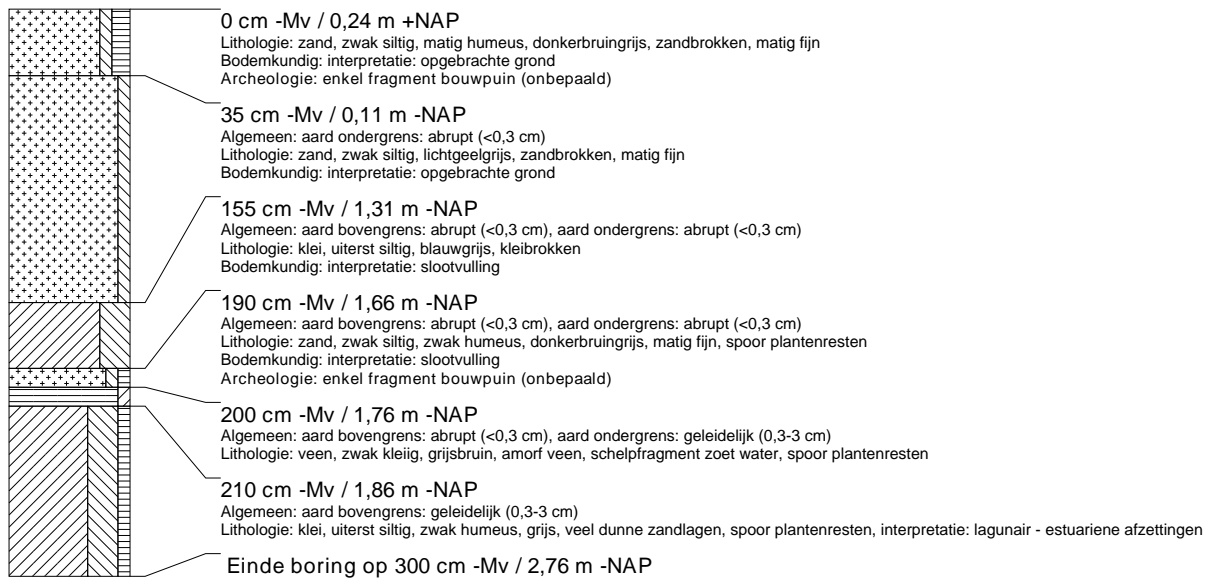 0 cm -Mv / 0,24 m +NAP
Lithologie: zand, zwak siltig, matig humeus, donkerbruingrijs, zandbrokken, matig fijn
Bodemkundig: interpretatie: opgebrachte grond
Archeologie: enkel fragment bouwpuin (onbepaald)
35 cm -Mv / 0,11 m -NAP
Algemeen: aard ondergrens: abrupt (<0,3 cm)
Lithologie: zand, zwak siltig, lichtgeelgrijs, zandbrokken, matig fijn
Bodemkundig: interpretatie: opgebrachte grond
155 cm -Mv / 1,31 m -NAP
Algemeen: aard bovengrens: abrupt (<0,3 cm), aard ondergrens: abrupt (<0,3 cm)
Lithologie: klei, uiterst siltig, blauwgrijs, kleibrokken
Bodemkundig: interpretatie: slootvulling
190 cm -Mv / 1,66 m -NAP
Algemeen: aard bovengrens: abrupt (<0,3 cm), aard ondergrens: abrupt (<0,3 cm)
Lithologie: zand, zwak siltig, zwak humeus, donkerbruingrijs, matig fijn, spoor plantenresten
Bodemkundig: interpretatie: slootvulling
Archeologie: enkel fragment bouwpuin (onbepaald)
200 cm -Mv / 1,76 m -NAP
Algemeen: aard bovengrens: abrupt (<0,3 cm), aard ondergrens: geleidelijk (0,3-3 cm)
Lithologie: veen, zwak kleiig, grijsbruin, amorf veen, schelpfragment zoet water, spoor plantenresten
210 cm -Mv / 1,86 m -NAP
Algemeen: aard bovengrens: geleidelijk (0,3-3 cm)
Lithologie: klei, uiterst siltig, zwak humeus, grijs, veel dunne zandlagen, spoor plantenresten, interpretatie: lagunair - estuariene afzettingen
Einde boring op 300 cm -Mv / 2,76 m -NAP